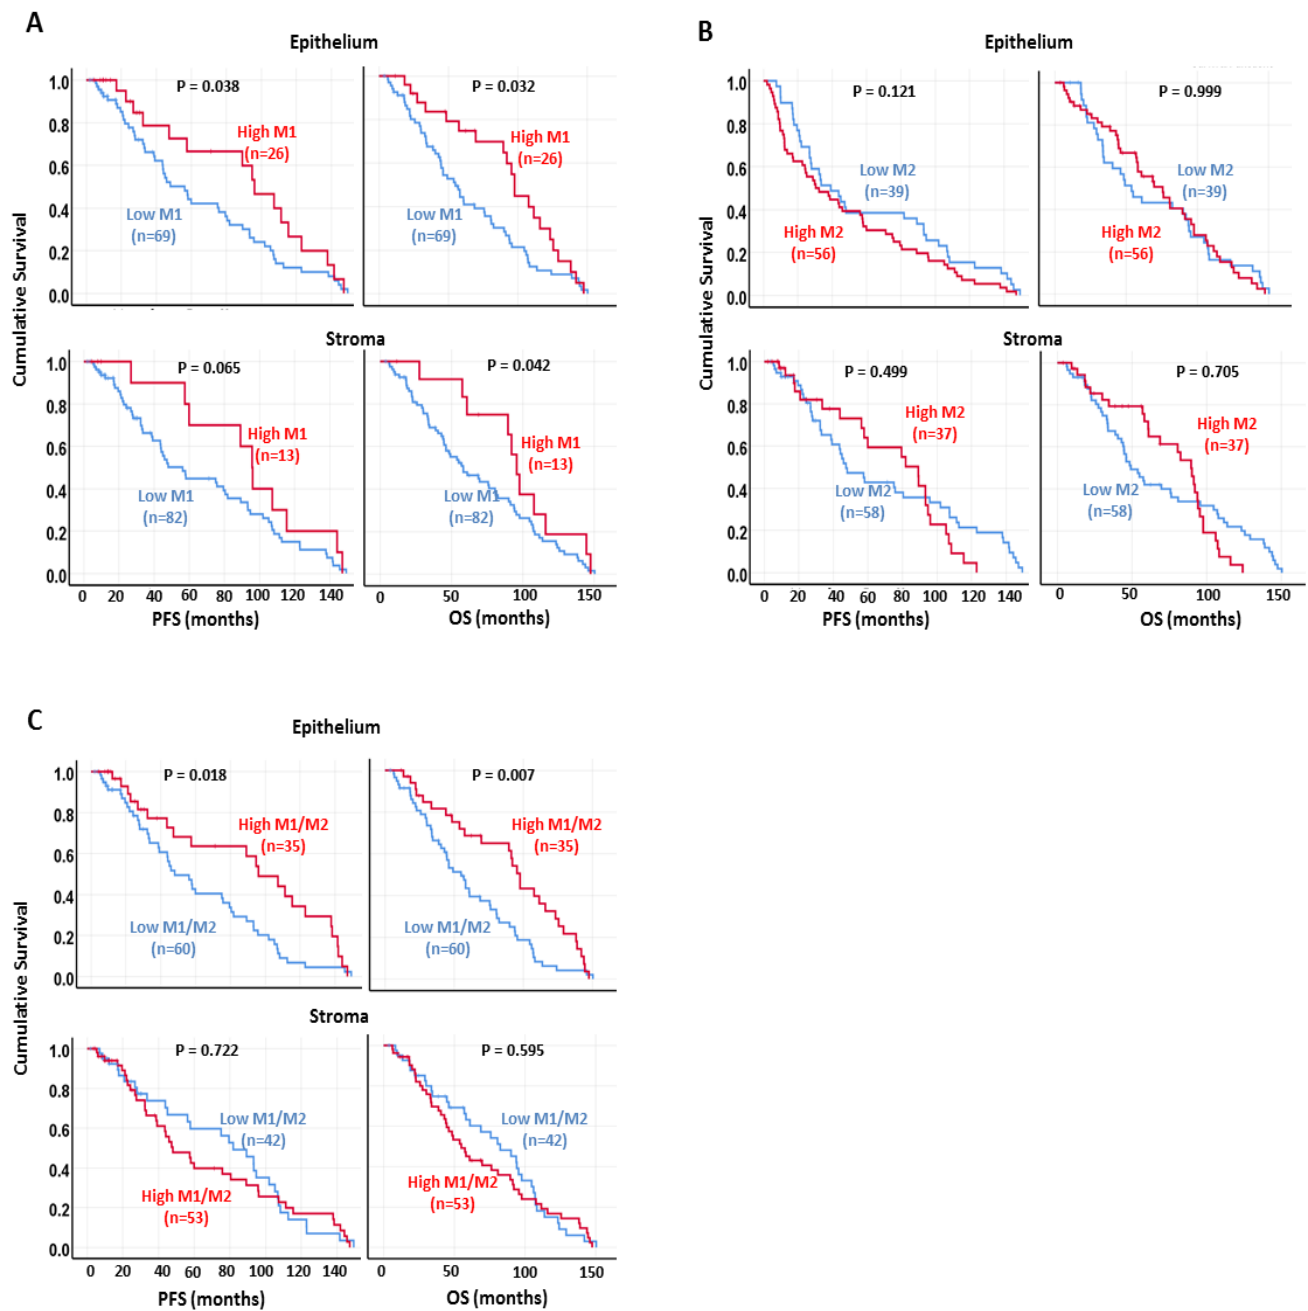 A
Epithelium
P = 0.038
High M1
(n=26)
Low M1
(n=69)
1.0
0.8
0.6
0.4
0.2
0.0
P = 0.032
High M1
(n=26)
Low M1
(n=69)
Cumulative Survival
Stroma
P = 0.065
High M1
(n=13)
Low M1
(n=82)
1.0
0.8
0.6
0.4
0.2
0.0
0 20 40 60 80 100 120 140
PFS (months)
P = 0.042
High M1
(n=13)
Low M1
(n=82)
0 50 100 150
OS (months)
B
Epithelium
P = 0.121
Low M2
(n=39)
High M2
(n=56)
1.0
0.8
0.6
0.4
0.2
0.0
P = 0.999
Low M2
(n=39)
High M2
(n=56)
Cumulative Survival
Stroma
P = 0.499
High M2
(n=37)
Low M2
(n=58)
1.0
0.8
0.6
0.4
0.2
0.0
0 20 40 60 80 100 120 140
PFS (months)
P = 0.705
High M2
(n=37)
Low M2
(n=58)
0 50 100 150
OS (months)
C
Epithelium
P = 0.018
High M1/M2
(n=35)
Low M1/M2
(n=60)
1.0
0.8
0.6
0.4
0.2
0.0
P = 0.007
High M1/M2
(n=35)
Low M1/M2
(n=60)
Cumulative Survival
Stroma
P = 0.722
Low M1/M2
(n=42)
High M1/M2
(n=53)
1.0
0.8
0.6
0.4
0.2
0.0
0 20 40 60 80 100 120 140
PFS (months)
P = 0.595
Low M1/M2
(n=42)
High M1/M2
(n=53)
0 50 100 150
OS (months)